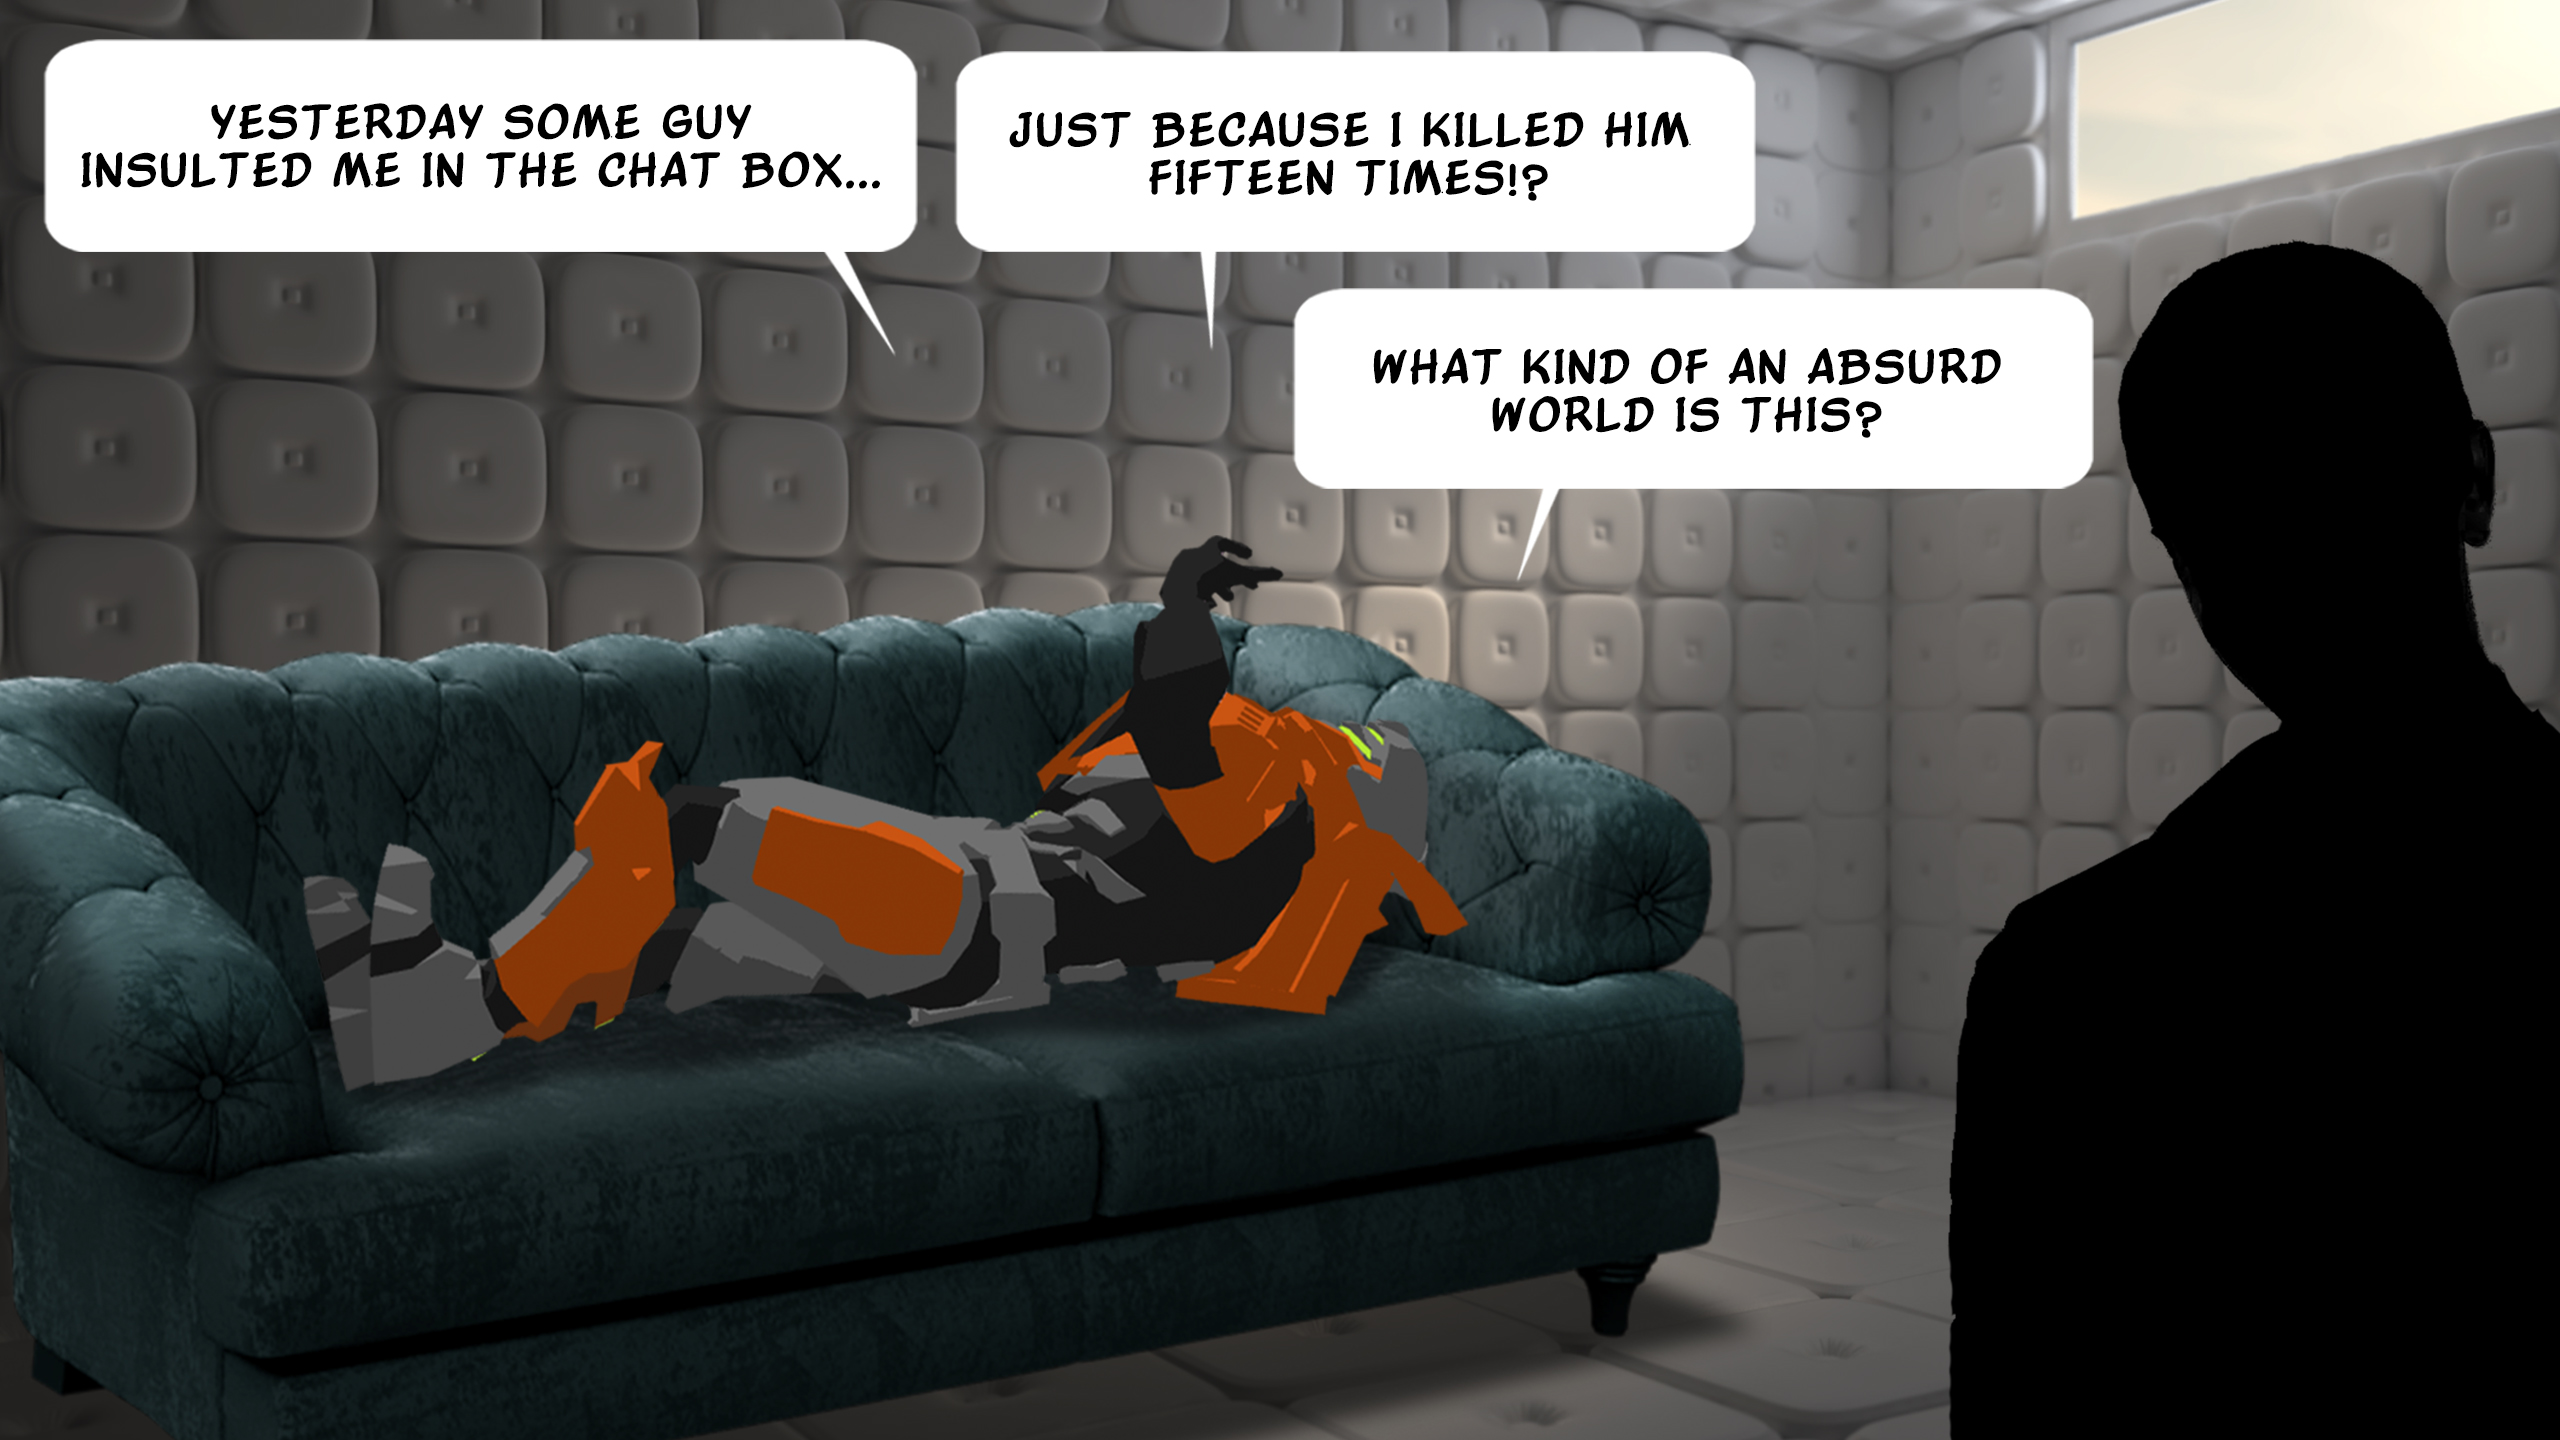 YESTERDAY SOME GUY
INSULTED ME IN THE CHAT BOX...
JUST BECAUSE I KILLED HIM
FIFTEEN TIMES!?
WHAT KIND OF AN ABSURD
WORLD IS THIS?